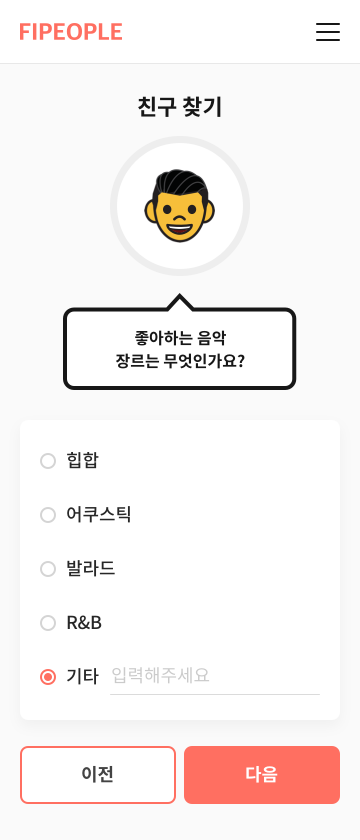 FIPEOPLE
친구 찾기
좋아하는 음악
장르는 무엇인가요?
힙합
어쿠스틱
발라드
R&B
기타 입력해주세요
이전 다음